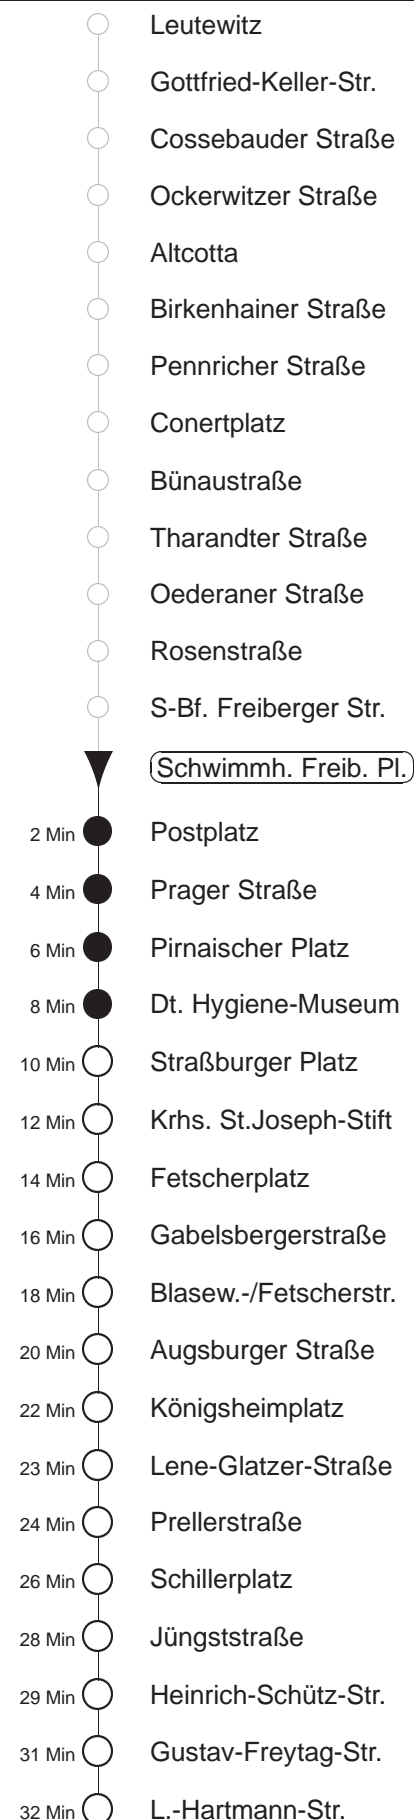 Leutewitz
Gottfried-Keller-Str.
Cossebauder Straße
Ockerwitzer Straße
Altcotta
Birkenhainer Straße
Pennricher Straße
Conertplatz
Bünaustraße
Tharandter Straße
Oederaner Straße
Rosenstraße
S-Bf. Freiberger Str.
Schwimmh. Freib. Pl.
2 Min Postplatz
4 Min Prager Straße
6 Min Pirnaischer Platz
8 Min Dt. Hygiene-Museum
10 Min Straßburger Platz
12 Min Krhs. St.Joseph-Stift
14 Min Fetscherplatz
16 Min Gabelsbergerstraße
18 Min Blasew.-/Fetscherstr.
20 Min Augsburger Straße
22 Min Königsheimplatz
23 Min Lene-Glatzer-Straße
24 Min Prellerstraße
26 Min Schillerplatz
28 Min Jüngststraße
29 Min Heinrich-Schütz-Str.
31 Min Gustav-Freytag-Str.
32 Min L.-Hartmann-Str.